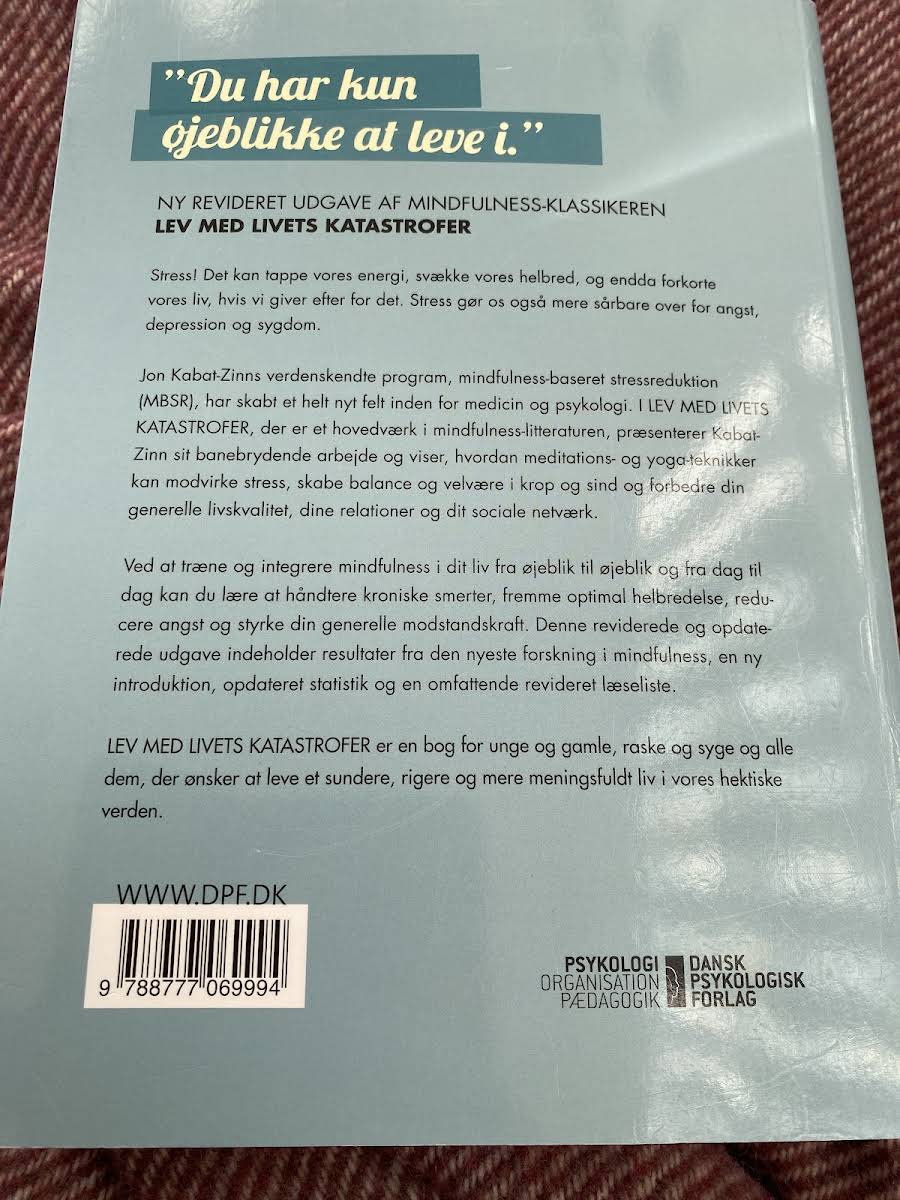 ”Du har kun
øjeblikke at leve i.”
NY REVIDERET UDGAVE AF MINDFULNESS-KLASSIKEREN
LEV MED LIVETS KATASTROFER
Stress! Det kan tappe vores energi, svække vores helbred, og endda forkorte
vores liv, hvis vi giver efter for det. Stress gør os også mere sårbare over for angst,
depression og sygdom.
Jon Kabat-Zinns verdenskendte program, mindfulness-baseret stressreduktion
(MBSR), har skabt et helt nyt felt inden for medicin og psykologi. I LEV MED LIVETS
KATASTROFER, der er et hovedværk i mindfulness-litteraturen, præsenterer Kabat-
Zinn sit banebrydende arbejde og viser, hvordan meditations- og yoga-teknikker
kan modvirke stress, skabe balance og velvære i krop og sind og forbedre din
generelle livskvalitet, dine relationer og dit sociale netværk.
Ved at træne og integrere mindfulness i dit liv fra øjeblik til øjeblik og fra dag til
dag kan du lære at håndtere kroniske smerter, fremme optimal helbredelse, redu-
cere angst og styrke din generelle modstandskraft. Denne reviderede og opdate-
rede udgave indeholder resultater fra den nyeste forskning i mindfulness, en ny
introduktion, opdateret statistik og en omfattende revideret læseliste.
LEV MED LIVETS KATASTROFER er en bog for unge og gamle, raske og syge og alle
dem, der ønsker at leve et sundere, rigere og mere meningsfuldt liv i vores hektiske
verden.
WWW.DPF.DK
9 788777 069994
PSYKOLOGI
ORGANISATION
PÆDAGOGIK
DANSK
PSYKOLOGISK
FORLAG